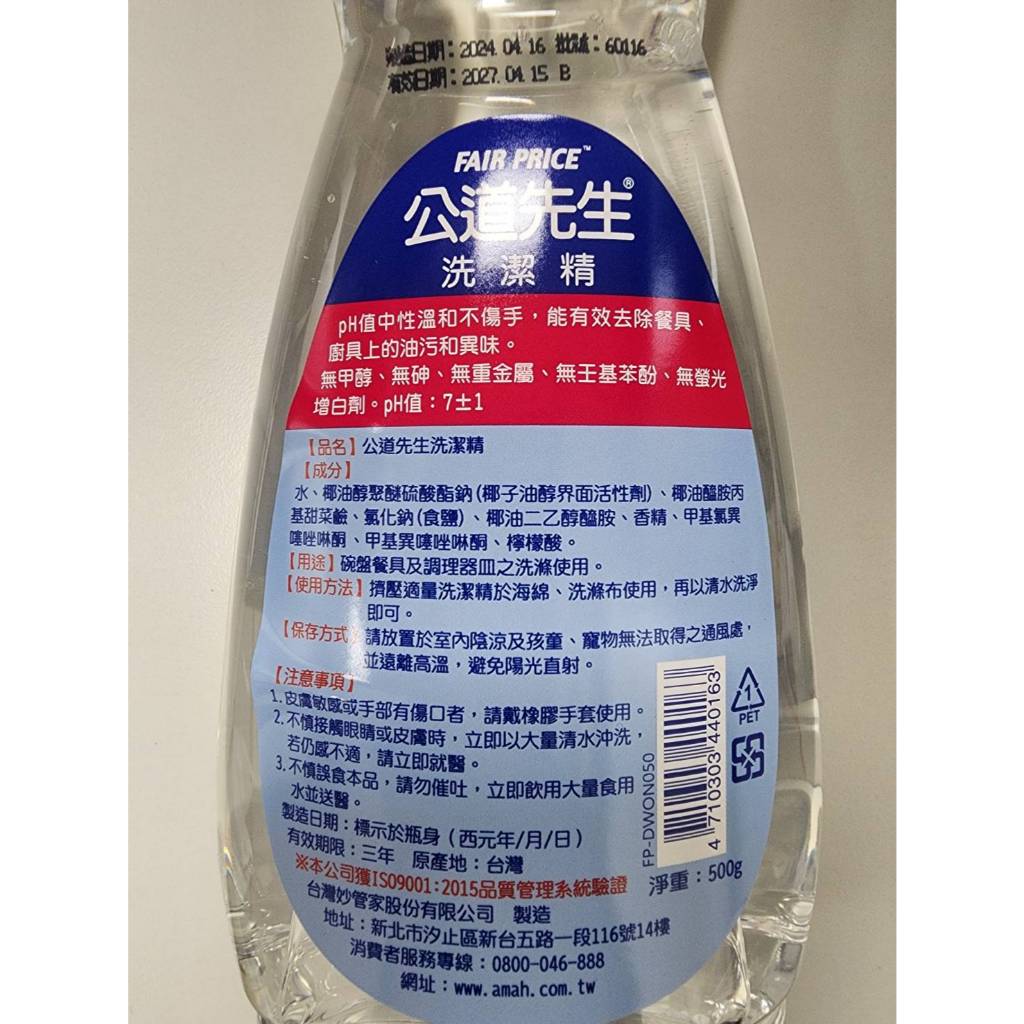 製造日期：2024.04.16 批號：60116
有效日期：2027.04.15 B
FAIR PRICE™
公道先生®
洗潔精
pH值中性溫和不傷手，能有效去除餐具、
廚具上的油污和異味。
無甲醇、無砷、無重金屬、無壬基苯酚、無螢光
增白劑。pH值：7±1
【品名】公道先生洗潔精
【成分】
水、椰油醇聚醚硫酸酯鈉(椰子油醇界面活性劑)、椰油醯胺丙
基甜菜鹼、氯化鈉(食鹽)、椰油二乙醇醯胺、香精、甲基氯異
噻唑啉酮、甲基異噻唑啉酮、檸檬酸。
【用途】碗盤餐具及調理器皿之洗滌使用。
【使用方法】擠壓適量洗潔精於海綿、洗滌布使用，再以清水洗淨
即可。
【保存方式】請放置於室內陰涼及孩童、寵物無法取得之通風處，
並遠離高溫，避免陽光直射。
【注意事項】
1.皮膚敏感或手部有傷口者，請戴橡膠手套使用。
2.不慎接觸眼睛或皮膚時，立即以大量清水沖洗，
若仍感不適，請立即就醫。
3.不慎誤食本品，請勿催吐，立即飲用大量食用
水並送醫。
製造日期：標示於瓶身（西元年/月/日）
有效期限：三年 原產地：台灣
※本公司獲ISO9001:2015品質管理系統驗證
台灣妙管家股份有限公司 製造
地址：新北市汐止區新台五路一段116號14樓
消費者服務專線：0800-046-888
網址：www.amah.com.tw
FP-DWON050
4 710303 440163
1
PET
淨重：500g